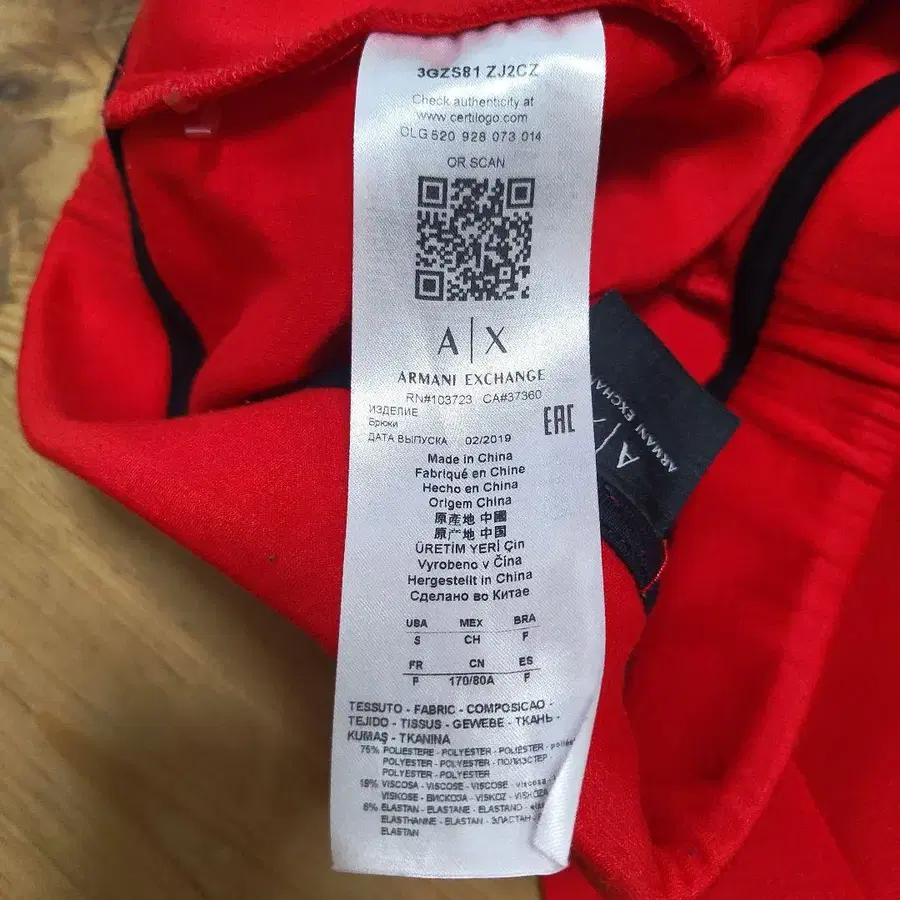 3GZS81 ZJ2CZ
Check authenticity at
www.certilogo.com
CLG 520 928 073 014
OR SCAN
A|X
ARMANI EXCHANGE
RN#103723 CA#37360
ИЗДЕЛИЕ
Брюки
EAC
ДАТА ВЫПУСКА 02/2019
Made in China
Fabriqué en Chine
Hecho en China
Origem China
原產地 中國
原产地 中国
ÜRETİM YERİ Çin
Vyrobeno v Čína
Hergestellt in China
Сделано во Китае
USA MEX BRA
S CH P
FR CN ES
P 170/80A P
TESSUTO - FABRIC - COMPOSICAO -
TEJIDO - TISSUS - GEWEBE - ТКАНЬ -
KUMAŞ - TKANINA
75% POLIESTERE - POLYESTER - POLIÉSTER -
POLYESTER - POLYESTER - ПОЛИЭСТЕР -
POLYESTER - POLYESTER
19% VISCOSA - VISCOSE - VISCOSE -
VISKOSE - ВИСКОЗА - VISKOZ -
6% ELASTAN - ELASTANE - ELASTANO -
ELASTHANNE - ELASTAN - ЭЛАСТАН -
ELASTAN
A|X
ARMANI EXCHAN